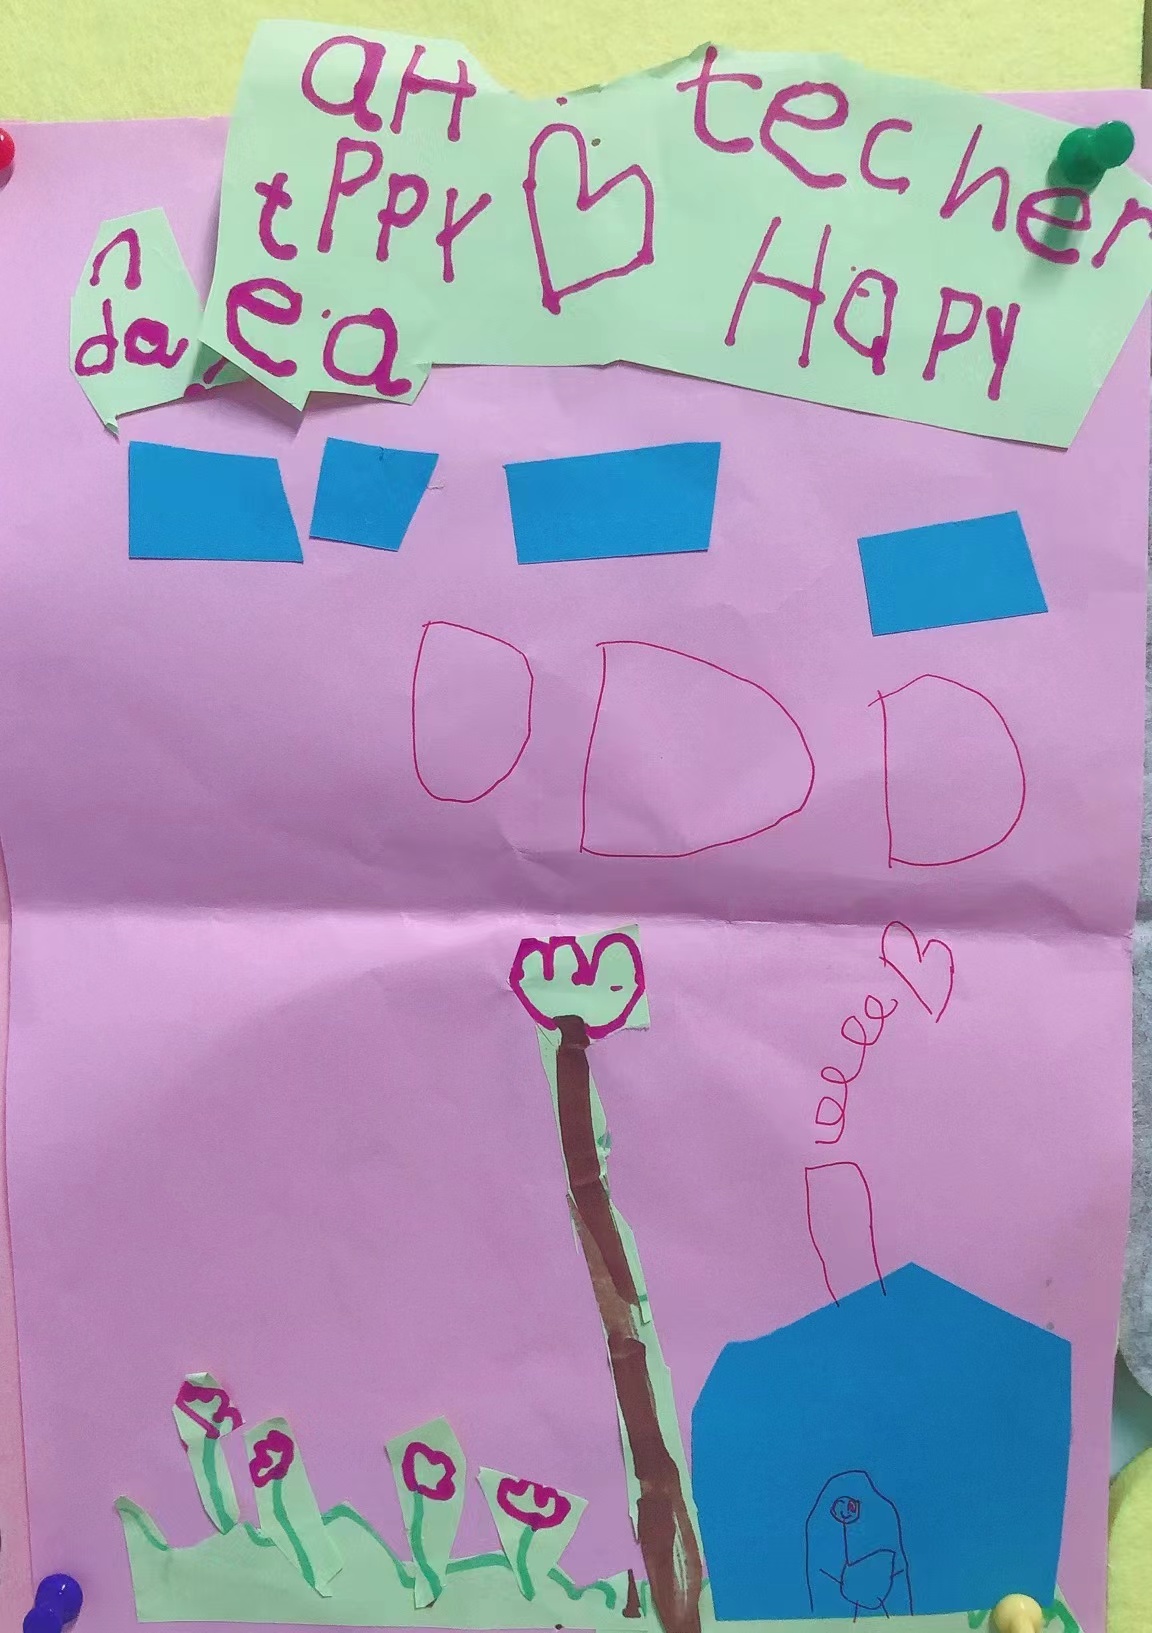 aH techer
tPPY Hapy
n ea
da